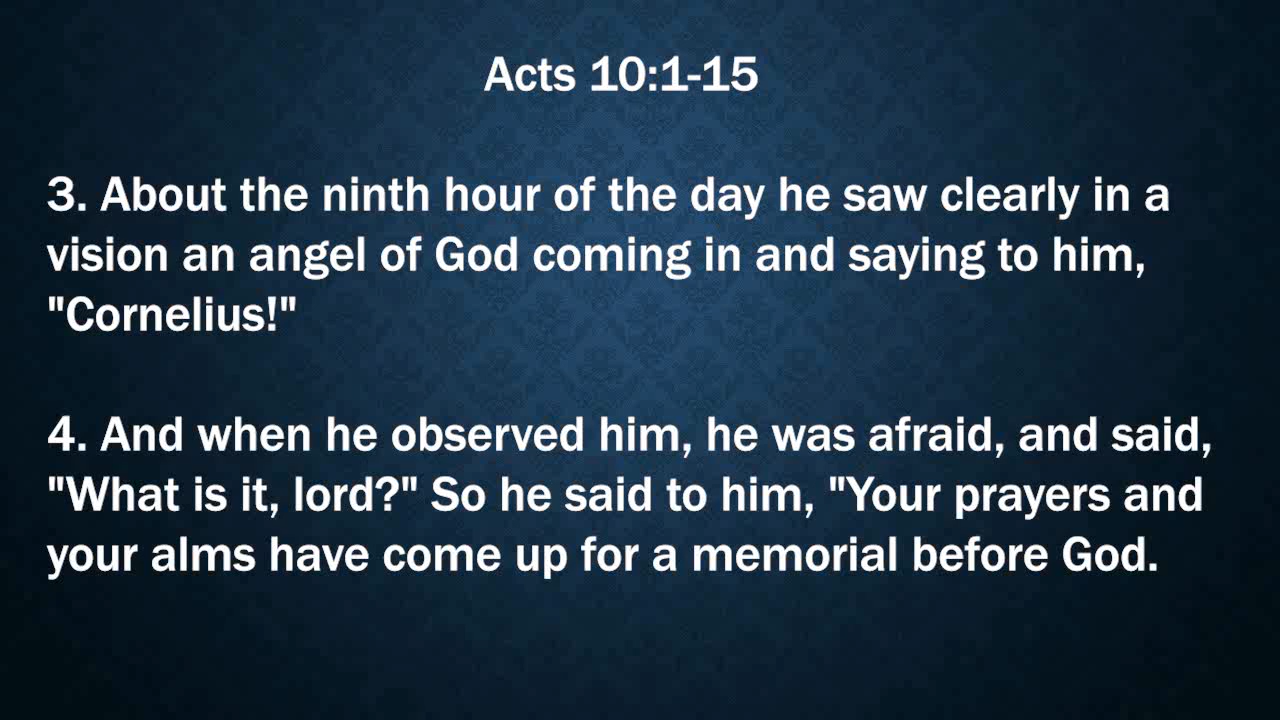 Acts 10:1-15
3. About the ninth hour of the day he saw clearly in a
vision an angel of God coming in and saying to him,
"Cornelius!"
4. And when he observed him, he was afraid, and said,
"What is it, lord?" So he said to him, "Your prayers and
your alms have come up for a memorial before God.